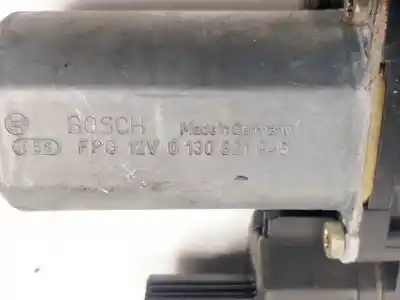 BOSCH Made in Germany
FPG 12V 0 130 821